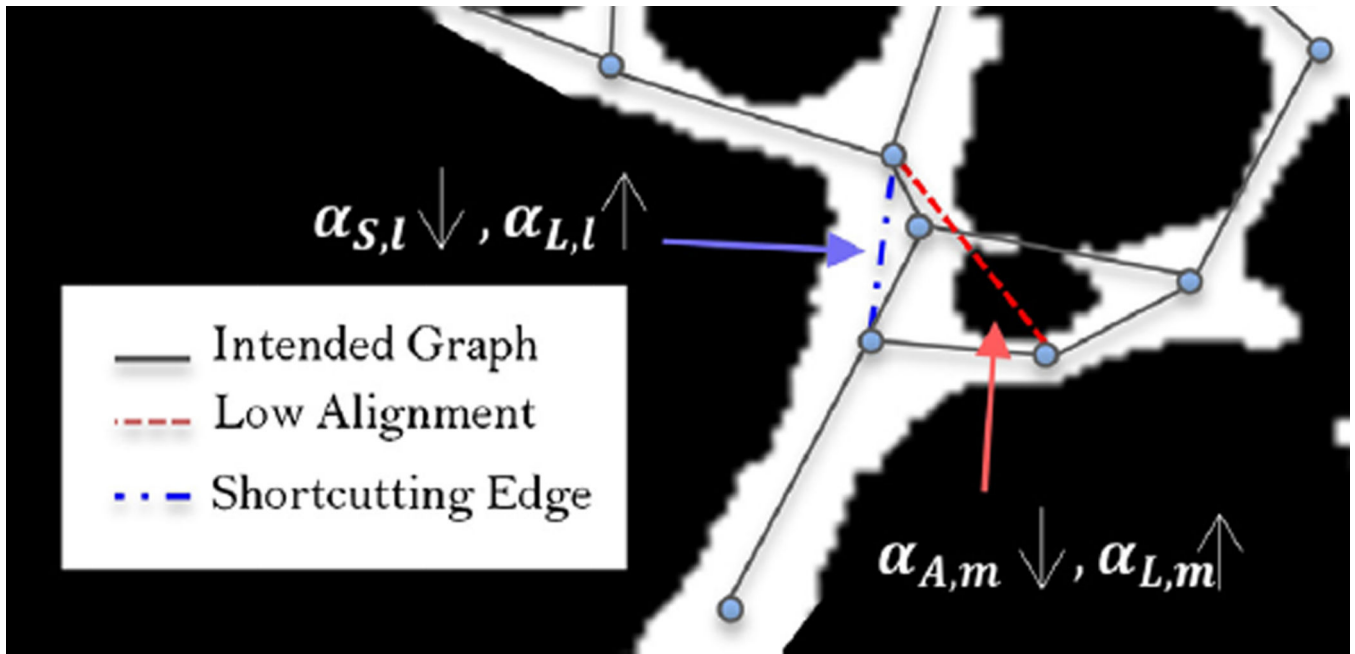 α_{S,l} ↓ , α_{L,l} ↑
Intended Graph
Low Alignment
Shortcutting Edge
α_{A,m} ↓ , α_{L,m} ↑